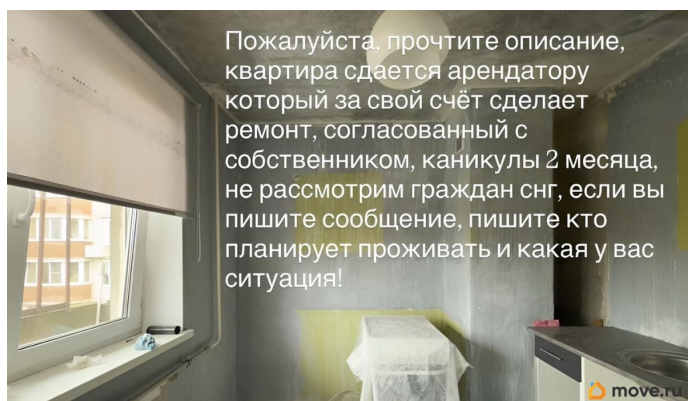 Пожалуйста, прочтите описание,
квартира сдается арендатору
который за свой счёт сделает
ремонт, согласованный с
собственником, каникулы 2 месяца,
не рассмотрим граждан снг, если вы
пишите сообщение, пишите кто
планирует проживать и какая у вас
ситуация!
move.ru